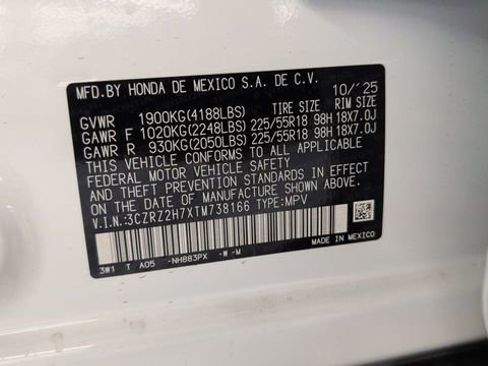 MFD.BY HONDA DE MEXICO S.A. DE C.V. 10/'25
TIRE SIZE RIM SIZE
GVWR 1900KG(4188LBS)
GAWR F 1020KG(2248LBS) 225/55R18 98H 18X7.0J
GAWR R 930KG(2050LBS) 225/55R18 98H 18X7.0J
THIS VEHICLE CONFORMS TO ALL APPLICABLE
FEDERAL MOTOR VEHICLE SAFETY
AND THEFT PREVENTION STANDARDS IN EFFECT
ON THE DATE OF MANUFACTURE SHOWN ABOVE.
V.I.N.:3CZRZ2H7XTM738166 TYPE:MPV
MADE IN MEXICO
3W1 T A05 -NH883PX -W -M